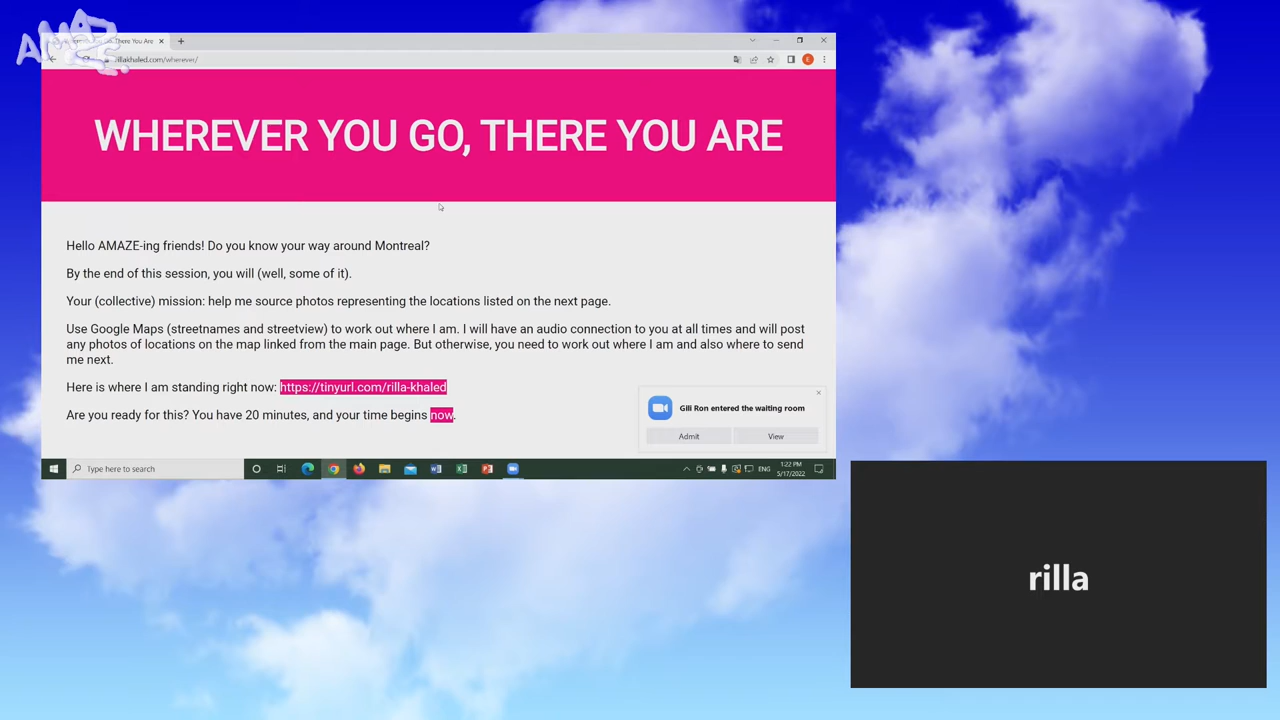 AMAZE.
There You Are
rillakhaled.com/wherever/
E
WHEREVER YOU GO, THERE YOU ARE
Hello AMAZE-ing friends! Do you know your way around Montreal?
By the end of this session, you will (well, some of it).
Your (collective) mission: help me source photos representing the locations listed on the next page.
Use Google Maps (streetnames and streetview) to work out where I am. I will have an audio connection to you at all times and will post
any photos of locations on the map linked from the main page. But otherwise, you need to work out where I am and also where to send
me next.
Here is where I am standing right now: https://tinyurl.com/rilla-khaled
Are you ready for this? You have 20 minutes, and your time begins now.
Gili Ron entered the waiting room
Admit
View
Type here to search
ENG
1:22 PM
5/17/2022
rilla